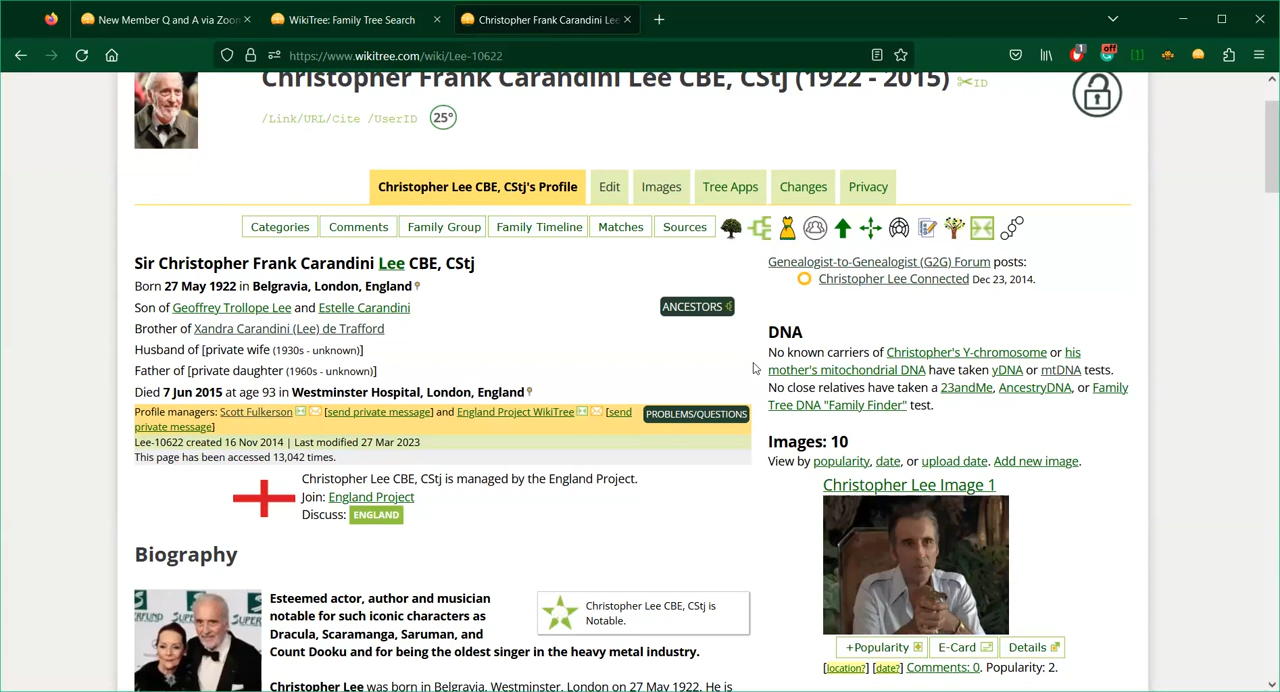 New Member Q and A via Zoom
WikiTree: Family Tree Search
Christopher Frank Carandini Lee
https://www.wikitree.com/wiki/Lee-10622
1
off
Christopher Frank Carandini Lee CBE, CStj (1922 - 2015) ID
/Link/URL/Cite /UserID 25°
Christopher Lee CBE, CStj's Profile Edit Images Tree Apps Changes Privacy
Categories Comments Family Group Family Timeline Matches Sources
Sir Christopher Frank Carandini Lee CBE, CStj
Born 27 May 1922 in Belgravia, London, England
Son of Geoffrey Trollope Lee and Estelle Carandini
ANCESTORS
Brother of Xandra Carandini (Lee) de Trafford
Husband of [private wife (1930s - unknown)]
Father of [private daughter (1960s - unknown)]
Died 7 Jun 2015 at age 93 in Westminster Hospital, London, England
Profile managers: Scott Fulkerson [send private message] and England Project WikiTree [send
private message]
PROBLEMS/QUESTIONS
Lee-10622 created 16 Nov 2014 | Last modified 27 Mar 2023
This page has been accessed 13,042 times.
Christopher Lee CBE, CStj is managed by the England Project.
Join: England Project
Discuss: ENGLAND
Biography
Esteemed actor, author and musician
notable for such iconic characters as
Dracula, Scaramanga, Saruman, and
Count Dooku and for being the oldest singer in the heavy metal industry.
Christopher Lee CBE, CStj is
Notable.
Christopher Lee was born in Belgravia, Westminster, London on 27 May 1922. He is
Genealogist-to-Genealogist (G2G) Forum posts:
Christopher Lee Connected Dec 23, 2014.
DNA
No known carriers of Christopher's Y-chromosome or his
mother's mitochondrial DNA have taken yDNA or mtDNA tests.
No close relatives have taken a 23andMe, AncestryDNA, or Family
Tree DNA "Family Finder" test.
Images: 10
View by popularity, date, or upload date. Add new image.
Christopher Lee Image 1
+Popularity E-Card Details
[location?] [date?] Comments: 0. Popularity: 2.